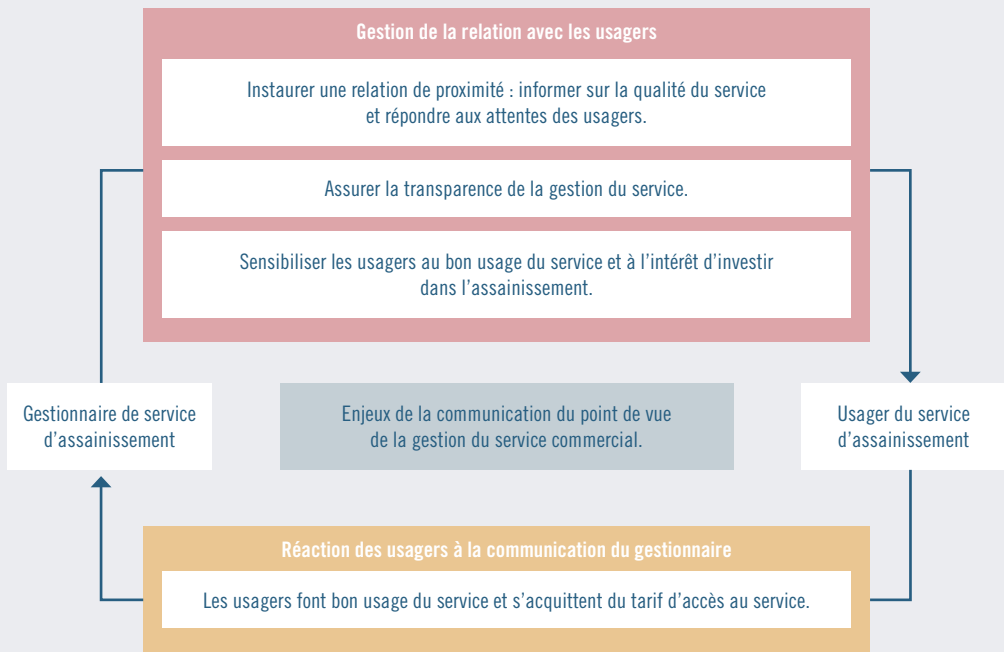 Gestion de la relation avec les usagers
Instaurer une relation de proximité : informer sur la qualité du service
et répondre aux attentes des usagers.
Assurer la transparence de la gestion du service.
Sensibiliser les usagers au bon usage du service et à l’intérêt d’investir
dans l’assainissement.
Gestionnaire de service
d’assainissement
Enjeux de la communication du point de vue
de la gestion du service commercial.
Usager du service
d’assainissement
Réaction des usagers à la communication du gestionnaire
Les usagers font bon usage du service et s’acquittent du tarif d’accès au service.